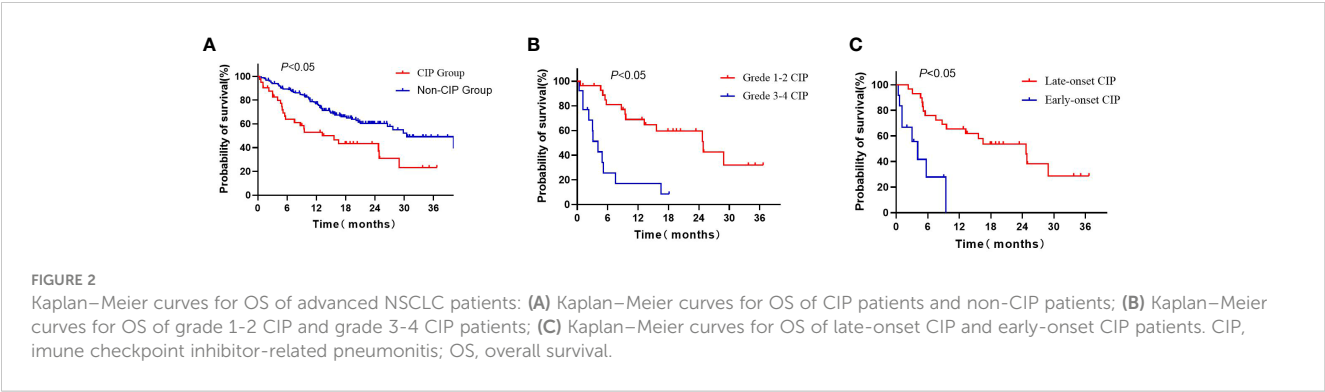 A
P<0.05
CIP Group
Non-CIP Group
Probability of survival(%)
100
80
60
40
20
0
0 6 12 18 24 30 36
Time( months)
B
P<0.05
Grede 1-2 CIP
Grede 3-4 CIP
Probability of survival(%)
100
80
60
40
20
0
0 6 12 18 24 30 36
Time( months)
C
P<0.05
Late-onset CIP
Early-onset CIP
Probability of survival(%)
100
80
60
40
20
0
0 6 12 18 24 30 36
Time( months)
FIGURE 2
Kaplan–Meier curves for OS of advanced NSCLC patients: (A) Kaplan–Meier curves for OS of CIP patients and non-CIP patients; (B) Kaplan–Meier
curves for OS of grade 1-2 CIP and grade 3-4 CIP patients; (C) Kaplan–Meier curves for OS of late-onset CIP and early-onset CIP patients. CIP,
imune checkpoint inhibitor-related pneumonitis; OS, overall survival.